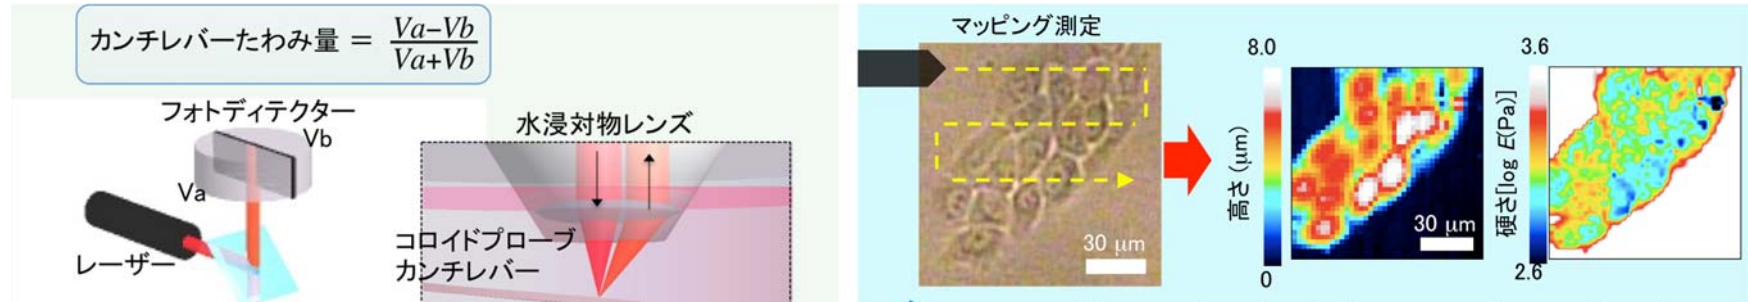 カンチレバーたわみ量 = Va−Vb / Va+Vb
フォトディテクター
Vb
Va
レーザー
水浸対物レンズ
コロイドプローブ
カンチレバー
マッピング測定
30 μm
8.0
高さ (μm)
0
30 μm
3.6
硬さ[log E(Pa)]
2.6